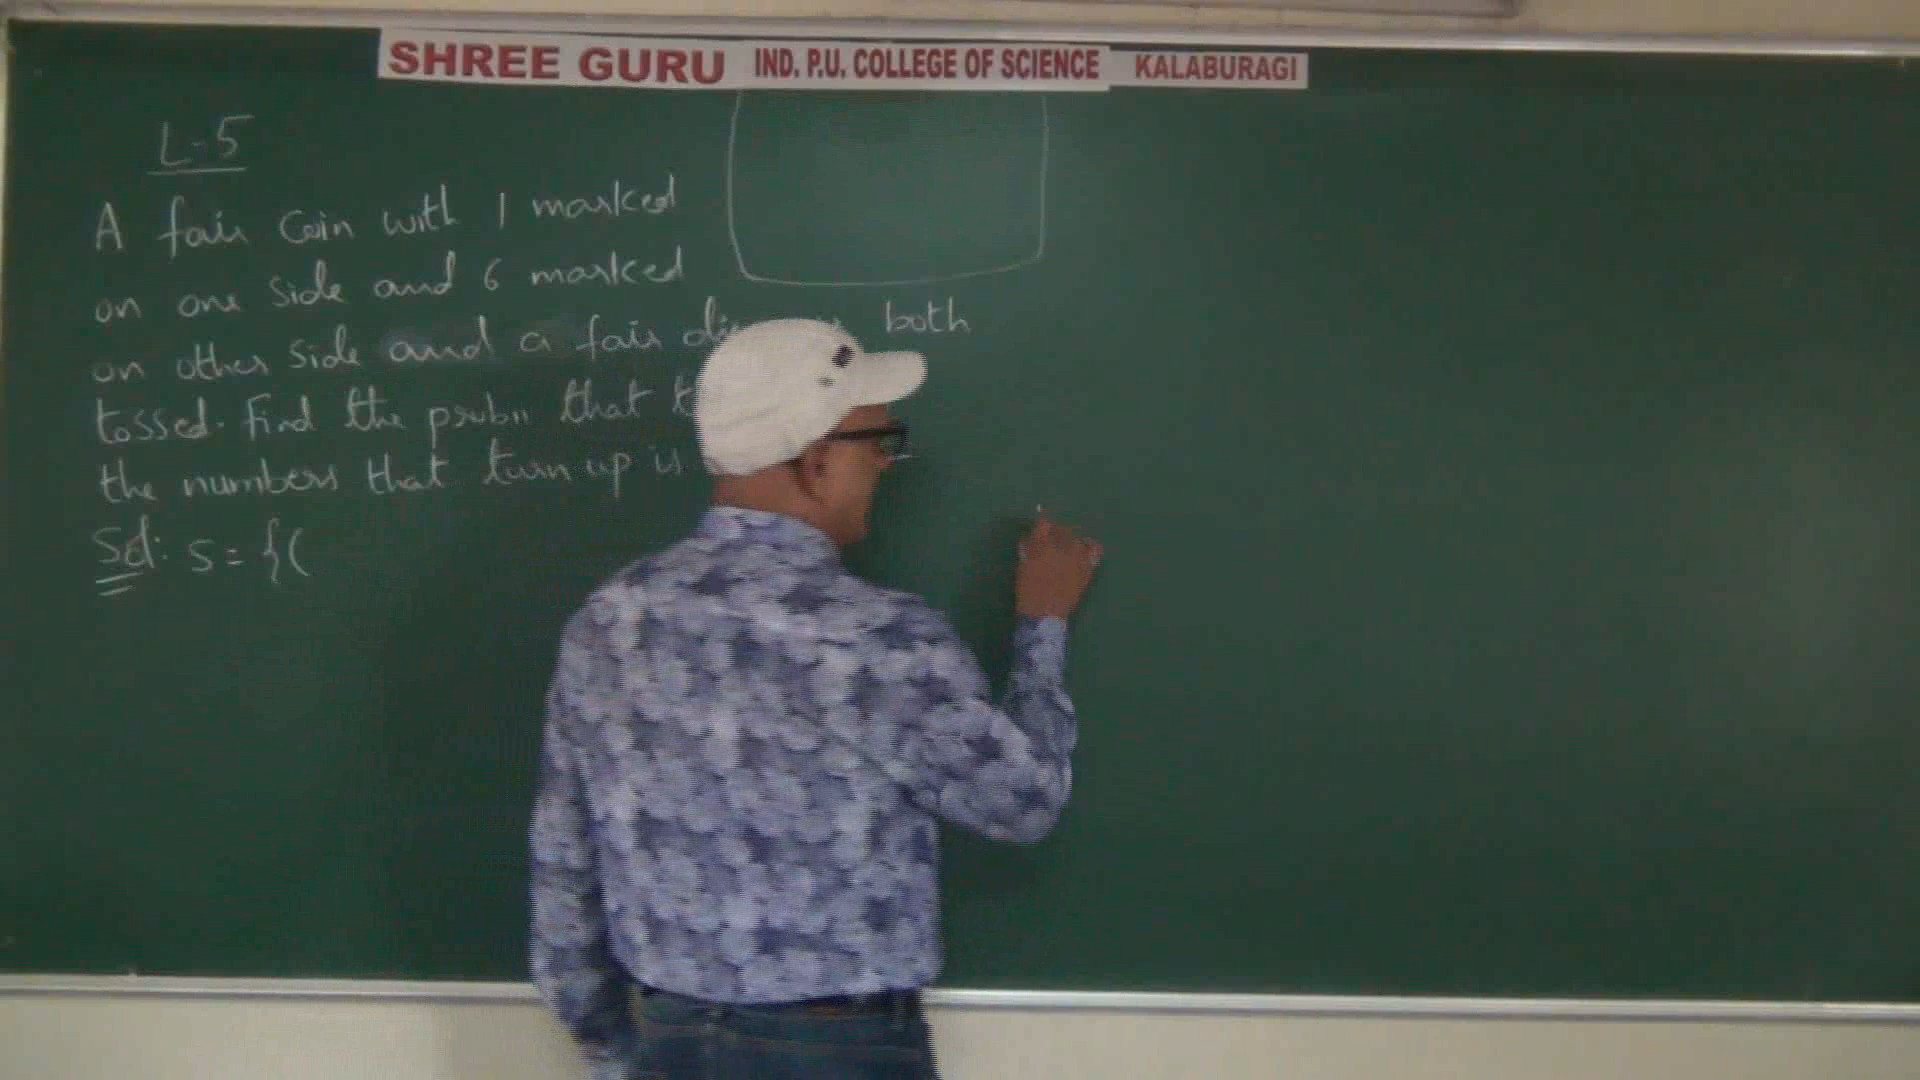 SHREE GURU IND. P.U. COLLEGE OF SCIENCE KALABURAGI
L-5
A fair Coin with 1 marked
on one side and 6 marked
on other side and a fair both
tossed. Find the prob that
the numbers that turn up is
Sol: S = {(